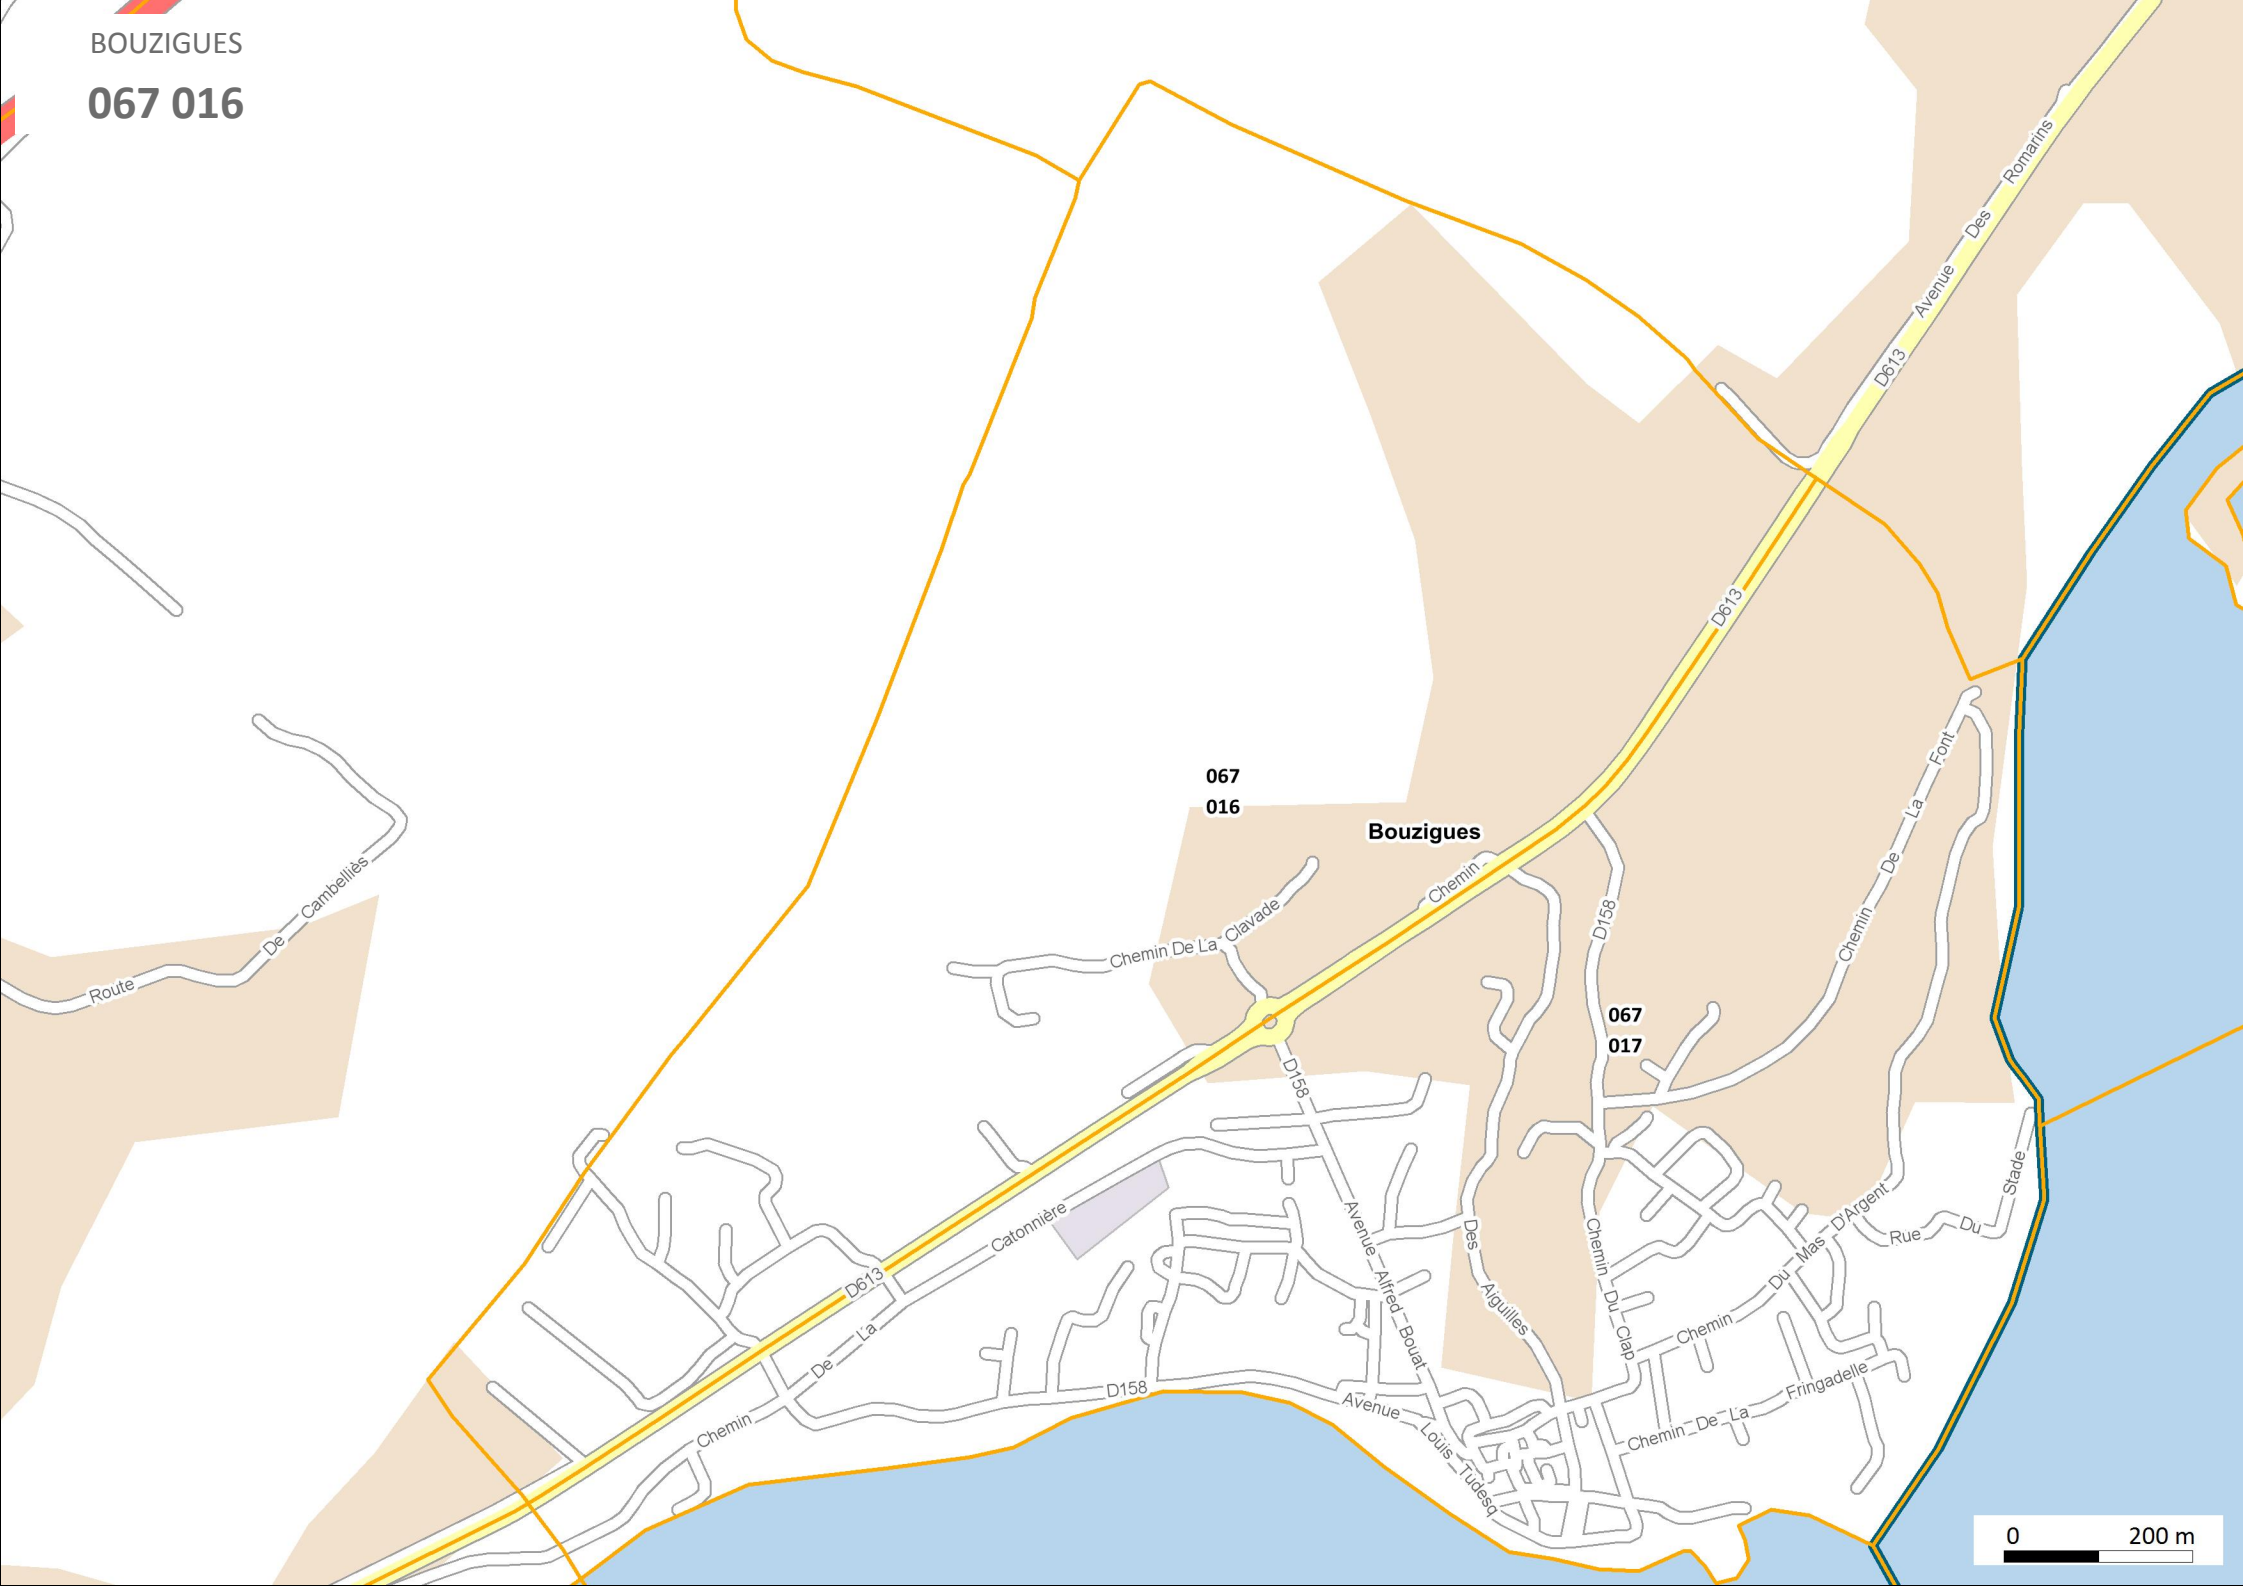 BOUZIGUES
067 016
Romarins
Des
Avenue
D613
D613
Font
La
De
Chemin
067
016
Bouzigues
Chemin
Chemin De La Clavade
D158
Cambelliès
De
Route
067
017
D158
Catonnière
D613
La
De
Chemin
D158
Avenue
Alfred
Bouat
Des
Aiguilles
Chemin
Du
Clap
Stade
Du
Rue
D'Argent
Mas
Du
Chemin
Fringadelle
Chemin De La
Avenue
Louis
Tudesq
0 200 m